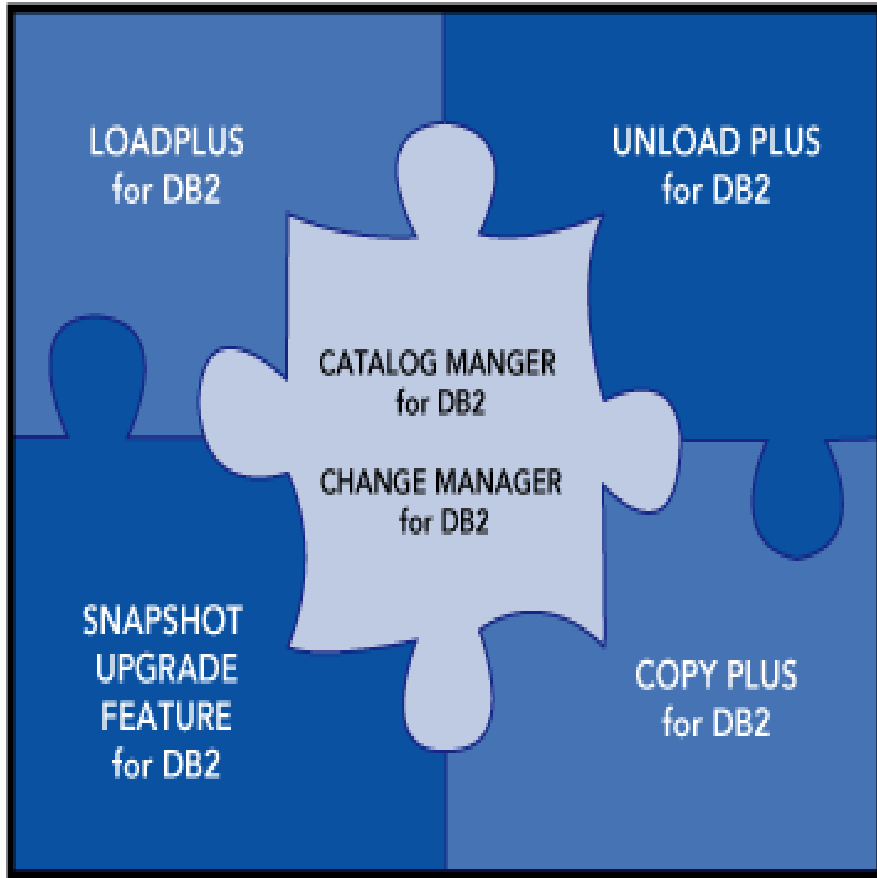 LOADPLUS
for DB2
UNLOAD PLUS
for DB2
CATALOG MANGER
for DB2
CHANGE MANAGER
for DB2
SNAPSHOT
UPGRADE
FEATURE
for DB2
COPY PLUS
for DB2